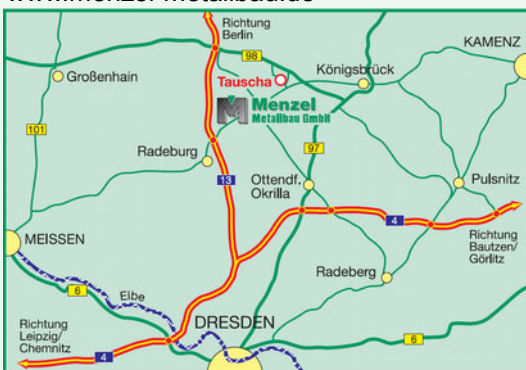 Richtung
Berlin
98
KAMENZ
Großenhain
Königsbrück
Tauscha
M
Menzel
Metallbau GmbH
101
97
Radeburg
13
Ottendf.
Okrilla
Pulsnitz
4
MEISSEN
Richtung
Bautzen/
Görlitz
Radeberg
6
Elbe
DRESDEN
6
Richtung
Leipzig/
Chemnitz
4